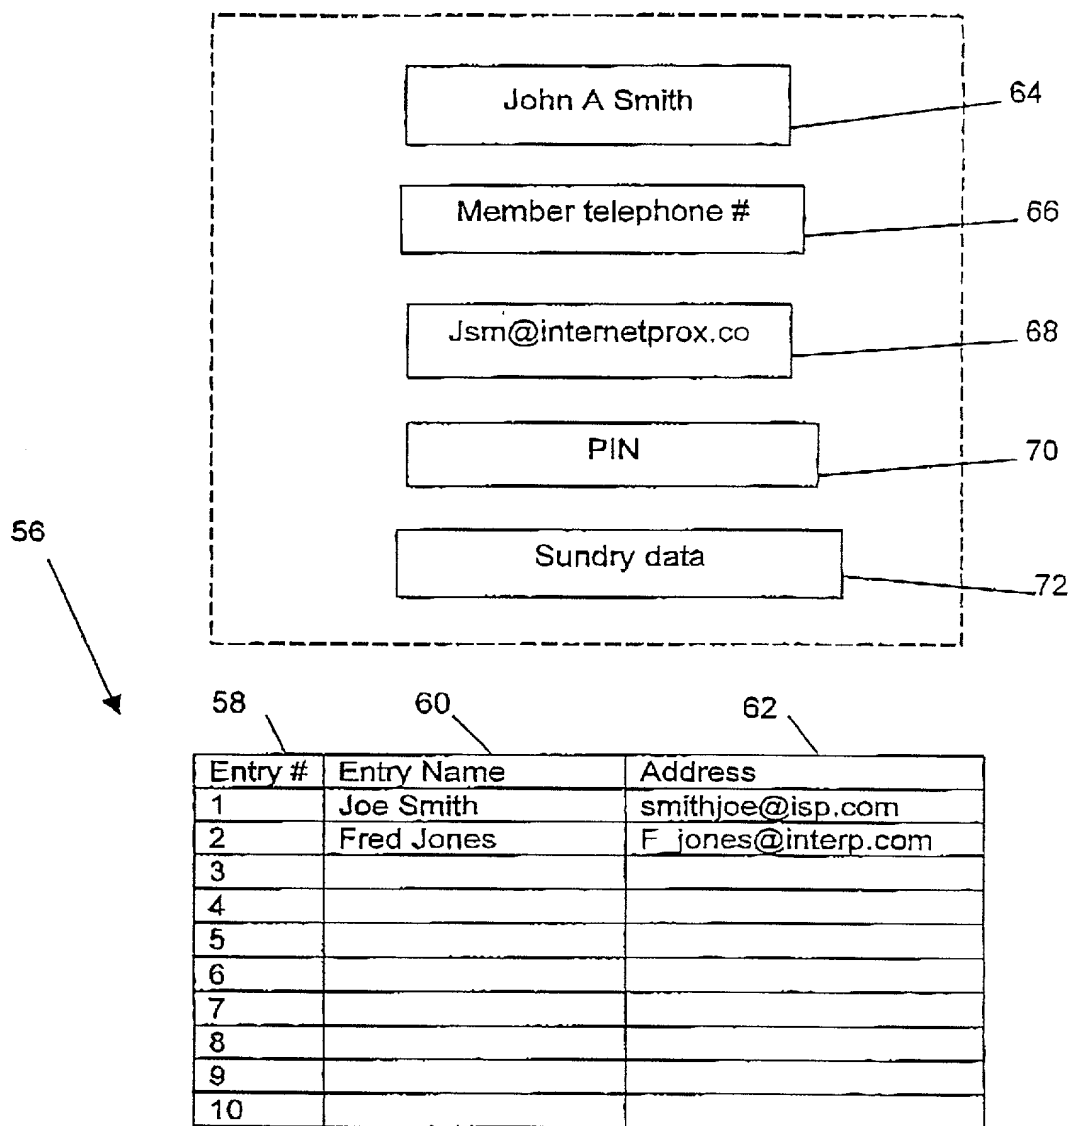 John A Smith
64
Member telephone #
66
Jsm@internetprox.co
68
PIN
70
56
Sundry data
72
58 60 62
Entry # Entry Name Address
1 Joe Smith smithjoe@isp.com
2 Fred Jones F_jones@interp.com
3
4
5
6
7
8
9
10